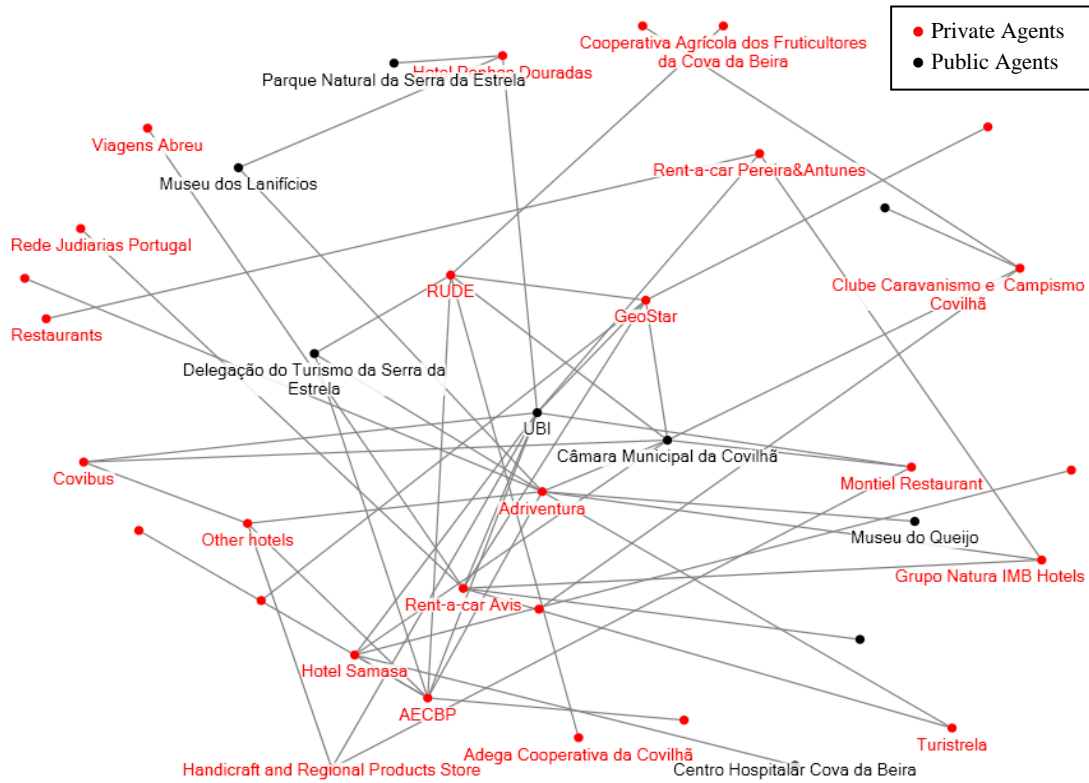 Private Agents
Public Agents
Cooperativa Agrícola dos Fruticultores
da Cova da Beira
Hotel Penhas Douradas
Parque Natural da Serra da Estrela
Viagens Abreu
Rent-a-car Pereira&Antunes
Museu dos Lanifícios
Rede Judiarias Portugal
RUDE
Clube Caravanismo e Campismo
Covilhã
GeoStar
Restaurants
Delegação do Turismo da Serra da
Estrela
UBI
Câmara Municipal da Covilhã
Covibus
Montiel Restaurant
Adriventura
Other hotels
Museu do Queijo
Grupo Natura IMB Hotels
Rent-a-car Avis
Hotel Samasa
AECBP
Turistrela
Adega Cooperativa da Covilhã
Handicraft and Regional Products Store
Centro Hospitalar Cova da Beira